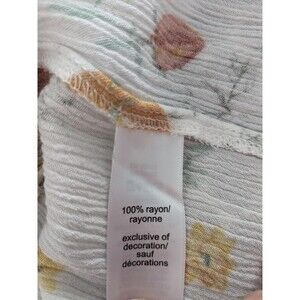 100% rayon/
rayonne
exclusive of
decoration/
sauf
décorations